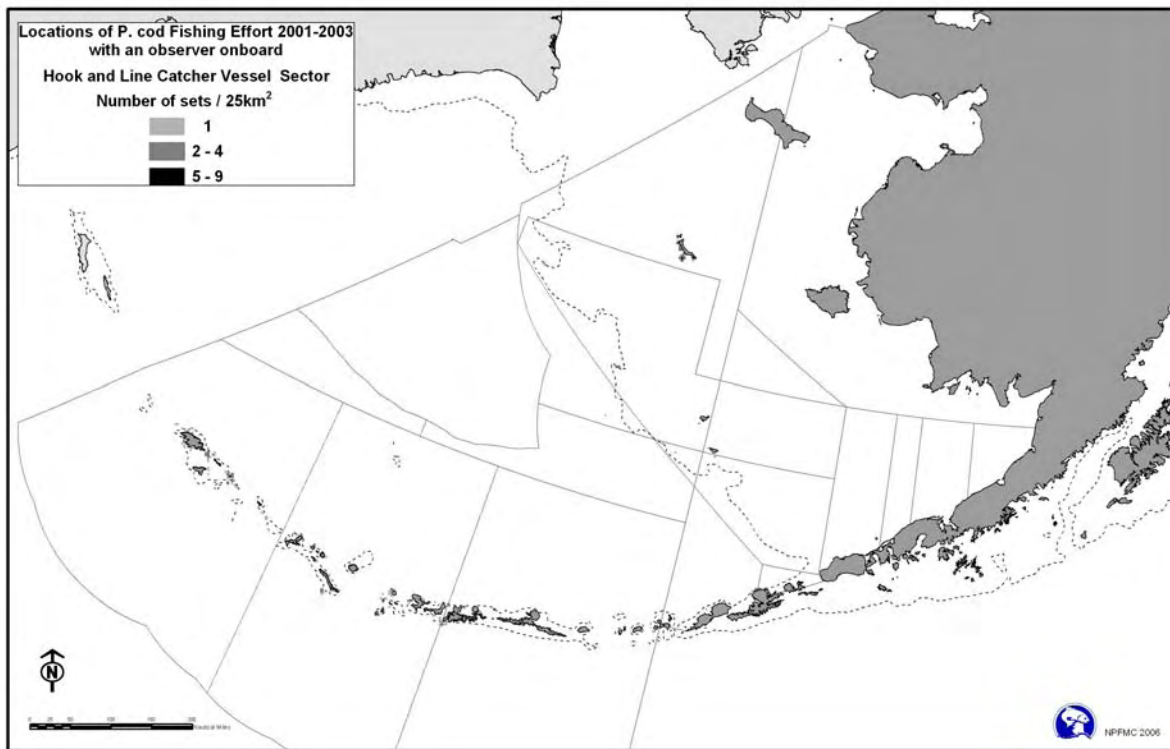 Locations of P. cod Fishing Effort 2001-2003
with an observer onboard
Hook and Line Catcher Vessel Sector
Number of sets / 25km²
1
2 - 4
5 - 9
N
NPFMC 2006